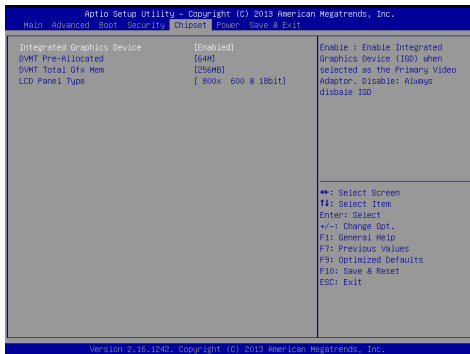 Aptio Setup Utility - Copyright (C) 2013 American Megatrends, Inc.
Main Advanced Boot Security Chipset Power Save & Exit
Integrated Graphics Device [Enabled]
DVMT Pre-Allocated [64M]
DVMT Total Gfx Mem [256MB]
LCD Panel Type [ 800x 600 & 18bit]
Enable : Enable Integrated
Graphics Device (IGD) when
selected as the Primary Video
Adaptor. Disable: Always
disbale IGD
→←: Select Screen
↑↓: Select Item
Enter: Select
+/-: Change Opt.
F1: General Help
F7: Previous Values
F9: Optimized Defaults
F10: Save & Reset
ESC: Exit
Version 2.16.1242. Copyright (C) 2013 American Megatrends, Inc.